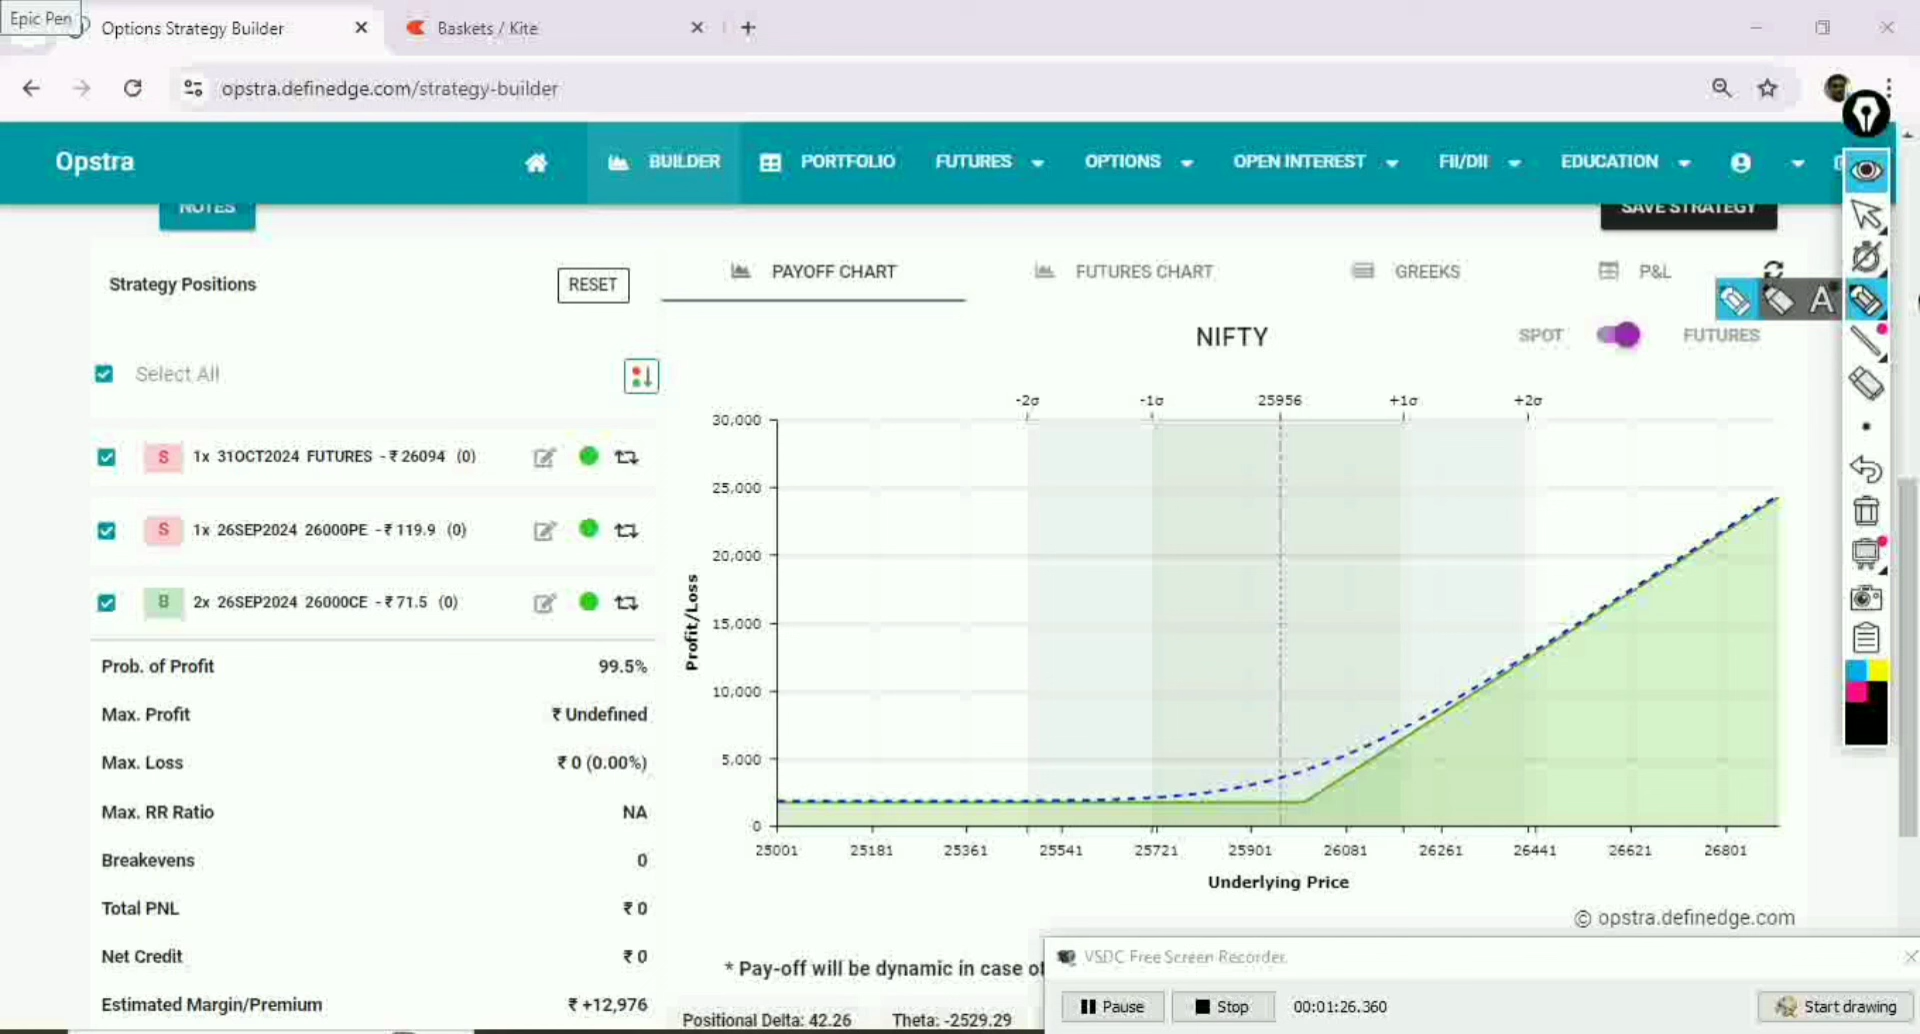 Epic Pen
Options Strategy Builder
Baskets / Kite
opstra.definedge.com/strategy-builder
Opstra
BUILDER
PORTFOLIO
FUTURES
OPTIONS
OPEN INTEREST
FII/DII
EDUCATION
NOTES
SAVE STRATEGY
Strategy Positions
RESET
PAYOFF CHART
FUTURES CHART
GREEKS
P&L
A
NIFTY
SPOT
FUTURES
Select All
S 1x 31OCT2024 FUTURES - ₹ 26094 (0)
S 1x 26SEP2024 26000PE - ₹ 119.9 (0)
B 2x 26SEP2024 26000CE - ₹ 71.5 (0)
Prob. of Profit 99.5%
Max. Profit ₹ Undefined
Max. Loss ₹ 0 (0.00%)
Max. RR Ratio NA
Breakevens 0
Total PNL ₹ 0
Net Credit ₹ 0
Estimated Margin/Premium ₹ +12,976
-2σ -1σ 25956 +1σ +2σ
30,000
25,000
20,000
15,000
10,000
5,000
0
Profit/Loss
25001 25181 25361 25541 25721 25901 26081 26261 26441 26621 26801
Underlying Price
© opstra.definedge.com
* Pay-off will be dynamic in case of
Positional Delta: 42.26 Theta: -2529.29
VSDC Free Screen Recorder
Pause
Stop
00:01:26.360
Start drawing